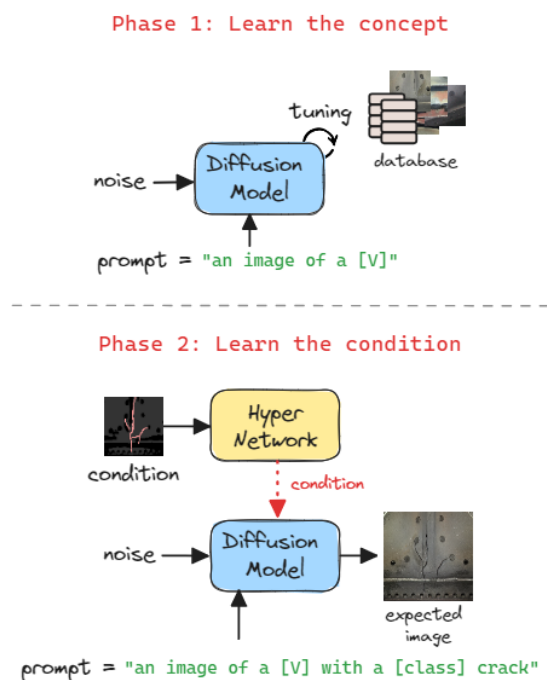 Phase 1: Learn the concept
tuning
Diffusion
Model
database
noise
prompt = "an image of a [V]"
Phase 2: Learn the condition
Hyper
Network
condition
condition
noise
Diffusion
Model
expected
image
prompt = "an image of a [V] with a [class] crack"